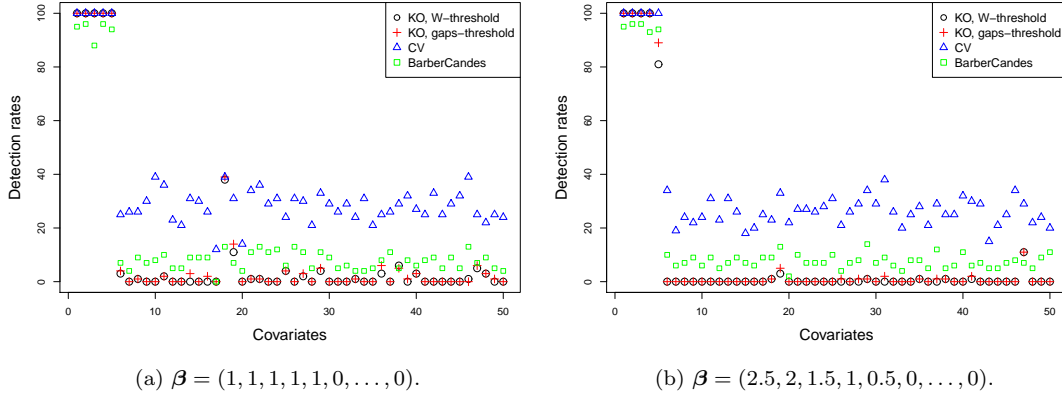 100
80
60
40
20
0
Detection rates
0
10
20
30
40
50
Covariates
KO, W-threshold
KO, gaps-threshold
CV
BarberCandes
(a) β = (1, 1, 1, 1, 1, 0, . . . , 0).
100
80
60
40
20
0
Detection rates
0
10
20
30
40
50
Covariates
KO, W-threshold
KO, gaps-threshold
CV
BarberCandes
(b) β = (2.5, 2, 1.5, 1, 0.5, 0, . . . , 0).